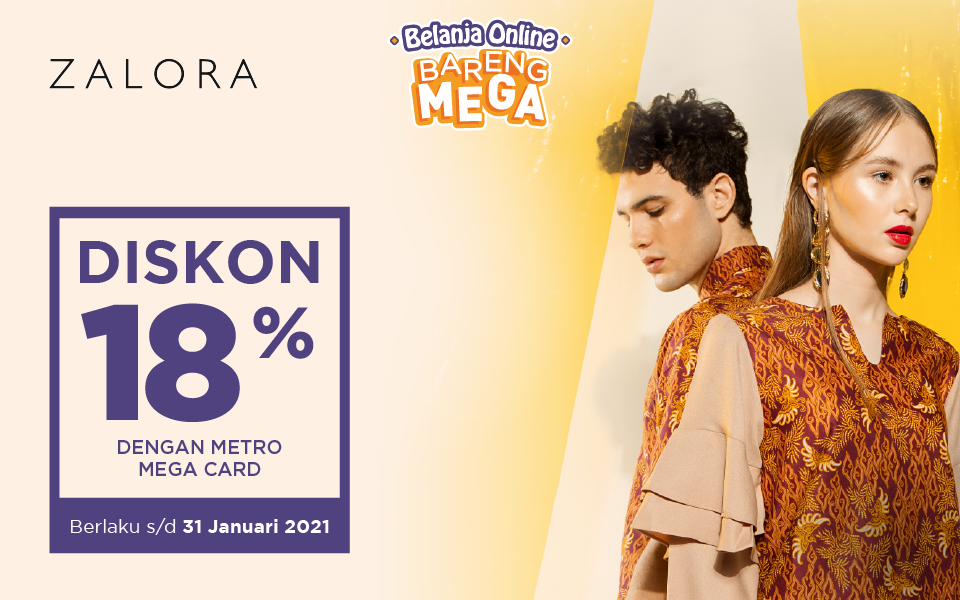 ZALORA
Belanja Online
BARENG
MEGA
DISKON
18%
DENGAN METRO
MEGA CARD
Berlaku s/d 31 Januari 2021